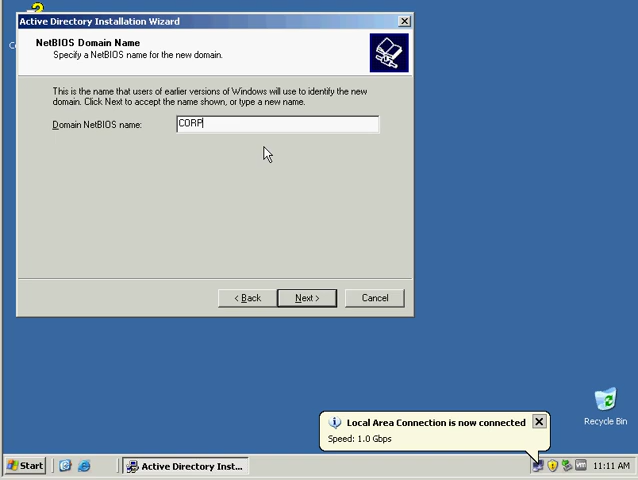 Active Directory Installation Wizard
NetBIOS Domain Name
Specify a NetBIOS name for the new domain.
This is the name that users of earlier versions of Windows will use to identify the new
domain. Click Next to accept the name shown, or type a new name.
Domain NetBIOS name:
CORP
< Back
Next >
Cancel
Recycle Bin
Local Area Connection is now connected
Speed: 1.0 Gbps
Start
Active Directory Inst...
vm
11:11 AM